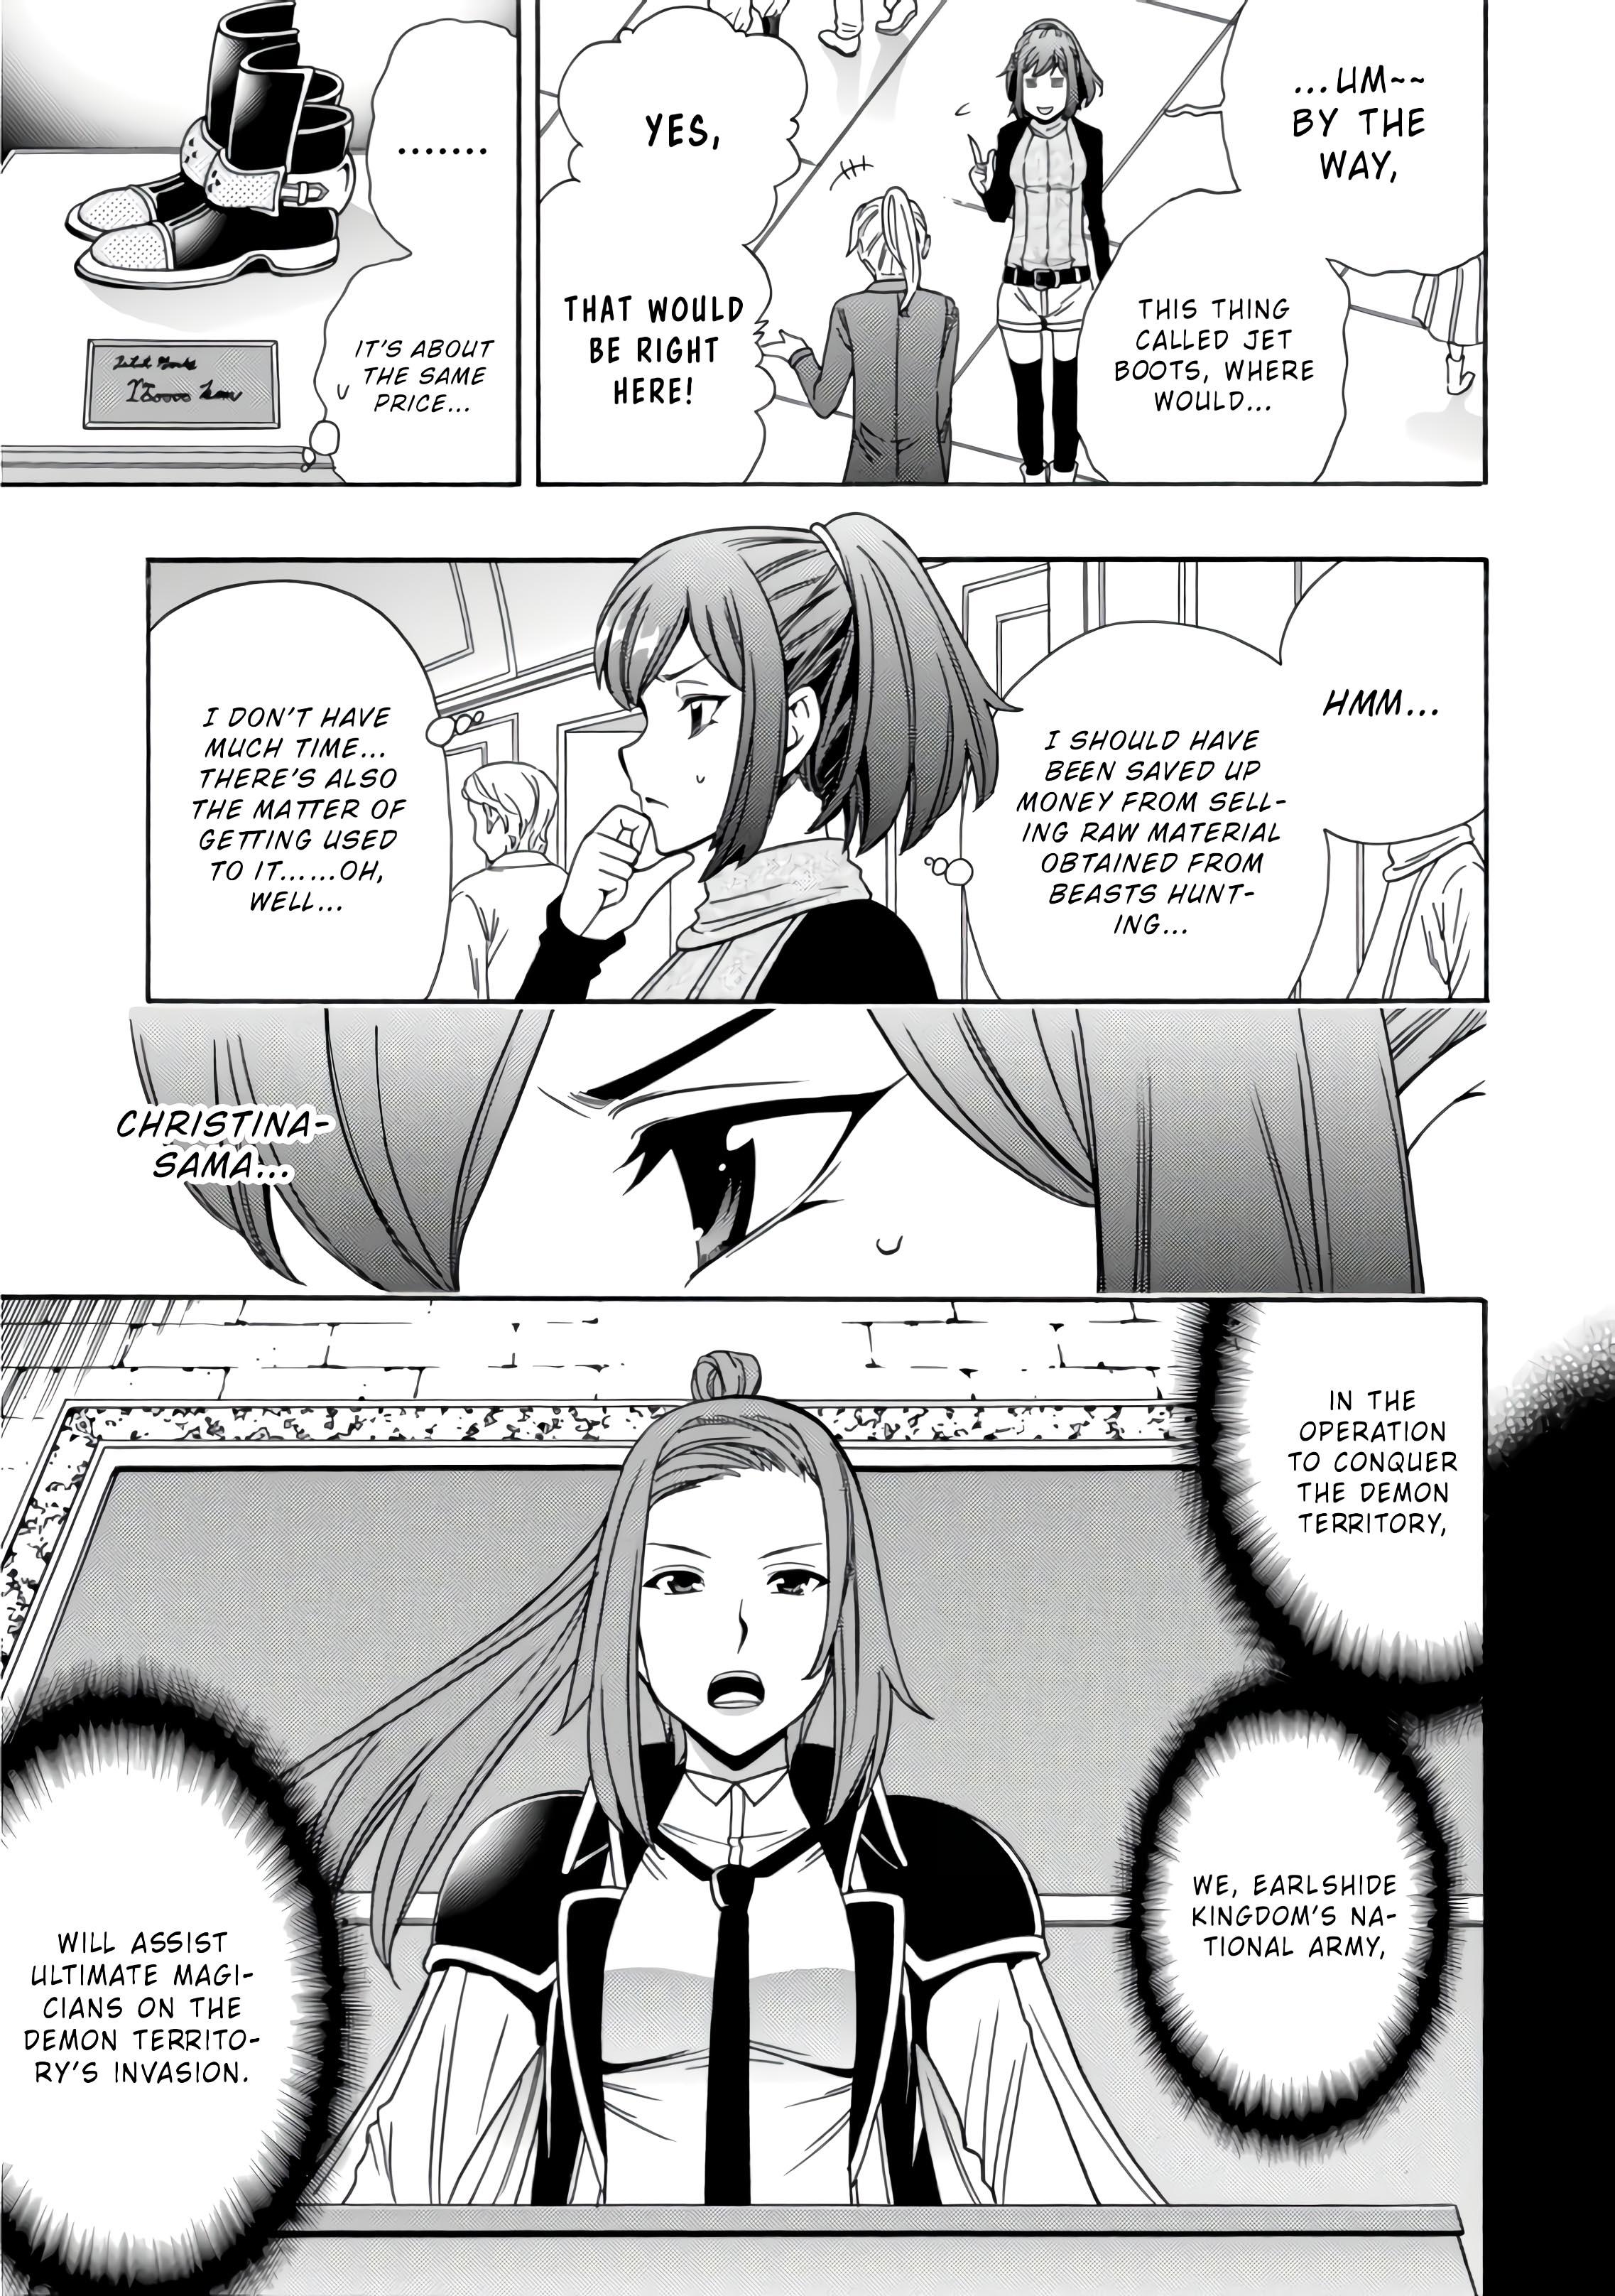 ...UM~~
BY THE
WAY,
THIS THING
CALLED JET
BOOTS, WHERE
WOULD...
YES,
THAT WOULD
BE RIGHT
HERE!
.......
IT'S ABOUT
THE SAME
PRICE...
HMM...
I SHOULD HAVE
BEEN SAVED UP
MONEY FROM SELL-
ING RAW MATERIAL
OBTAINED FROM
BEASTS HUNT-
ING...
I DON'T HAVE
MUCH TIME...
THERE'S ALSO
THE MATTER OF
GETTING USED
TO IT......OH,
WELL...
CHRISTINA-
SAMA...
IN THE
OPERATION
TO CONQUER
THE DEMON
TERRITORY,
WE, EARLSHIDE
KINGDOM'S NA-
TIONAL ARMY,
WILL ASSIST
ULTIMATE MAGI-
CIANS ON THE
DEMON TERRITO-
RY'S INVASION.